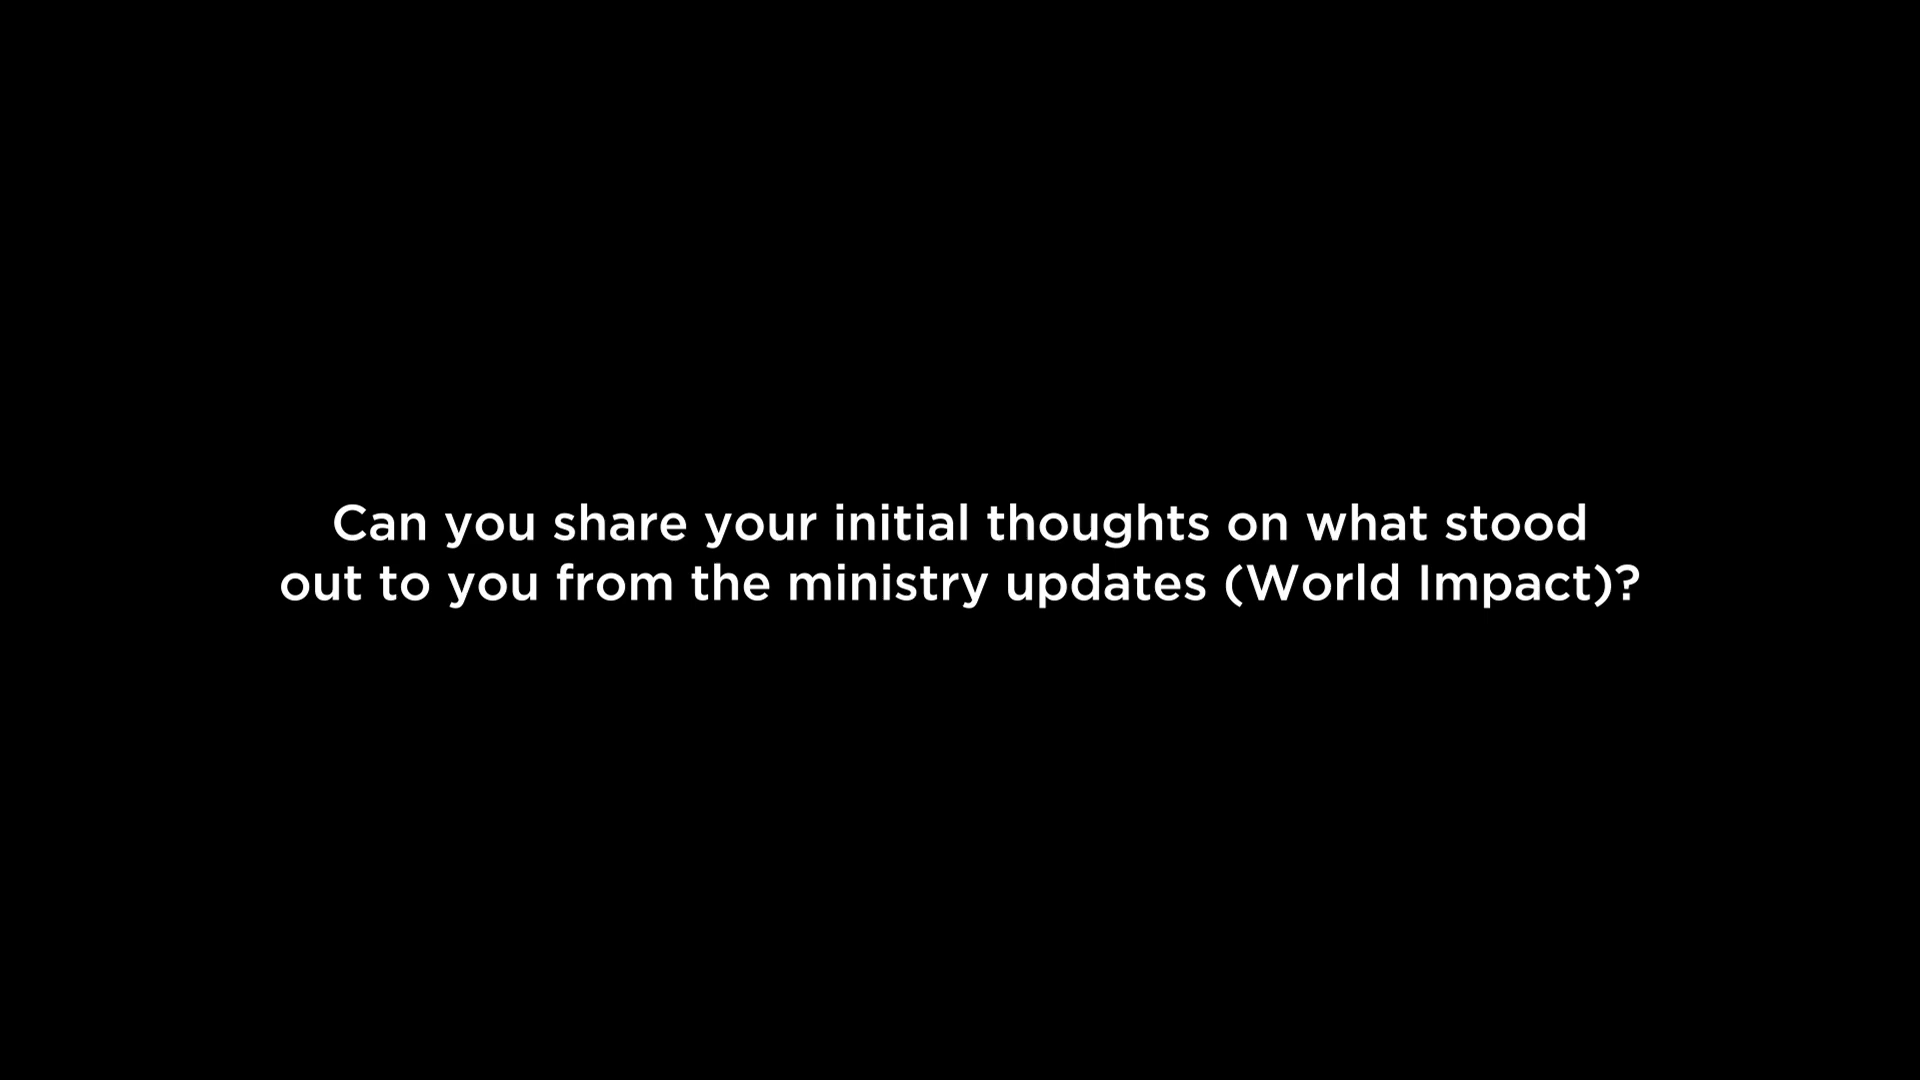 Can you share your initial thoughts on what stood
out to you from the ministry updates (World Impact)?